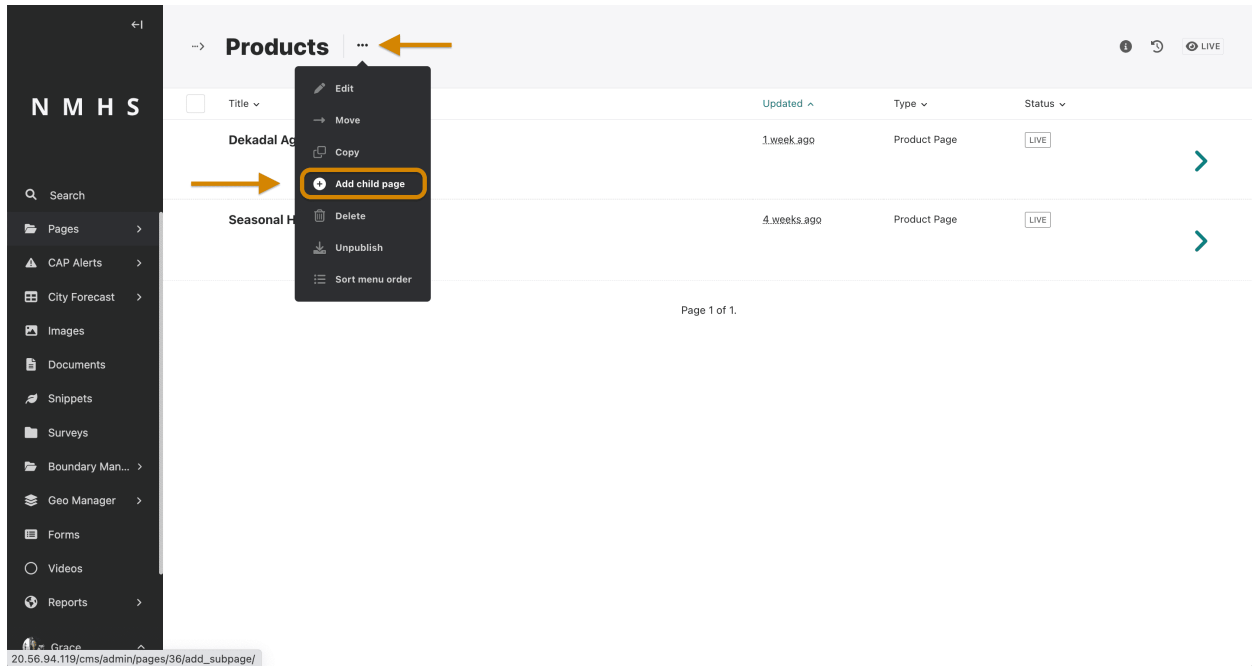 Products
LIVE
NMHS
Search
Pages
CAP Alerts
City Forecast
Images
Documents
Snippets
Surveys
Boundary Man...
Geo Manager
Forms
Videos
Reports
Grace
Edit
Move
Copy
Add child page
Delete
Unpublish
Sort menu order
Title Updated Type Status
Dekadal Ag 1 week ago Product Page LIVE
Seasonal H 4 weeks ago Product Page LIVE
Page 1 of 1.
20.56.94.119/cms/admin/pages/36/add_subpage/